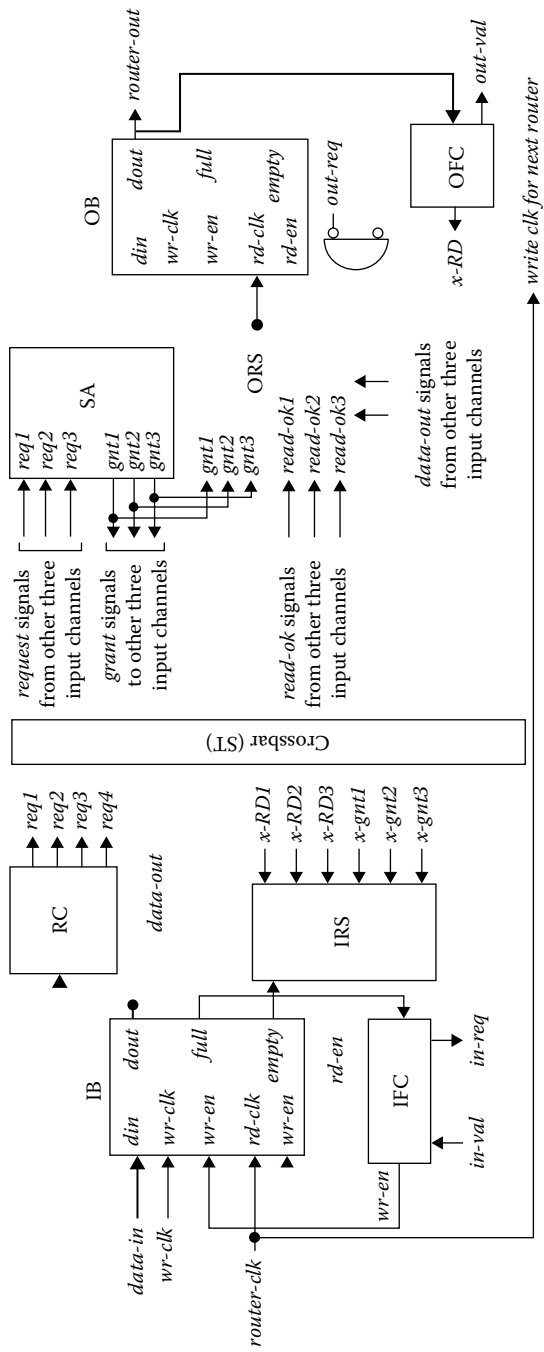 data-in
wr-clk
router-clk
IB
din
wr-clk
wr-en
rd-clk
wr-en
dout
full
empty
wr-en
rd-en
IFC
in-val
in-req
RC
req1
req2
req3
req4
data-out
IRS
x-RD1
x-RD2
x-RD3
x-gnt1
x-gnt2
x-gnt3
Crossbar (ST)
request signals
from other three
input channels
grant signals
to other three
input channels
read-ok signals
from other three
input channels
SA
req1
req2
req3
gnt1
gnt2
gnt3
gnt1
gnt2
gnt3
read-ok1
read-ok2
read-ok3
ORS
data-out signals
from other three
input channels
OB
din
wr-clk
wr-en
rd-clk
rd-en
dout
full
empty
router-out
out-req
OFC
x-RD
out-val
write clk for next router